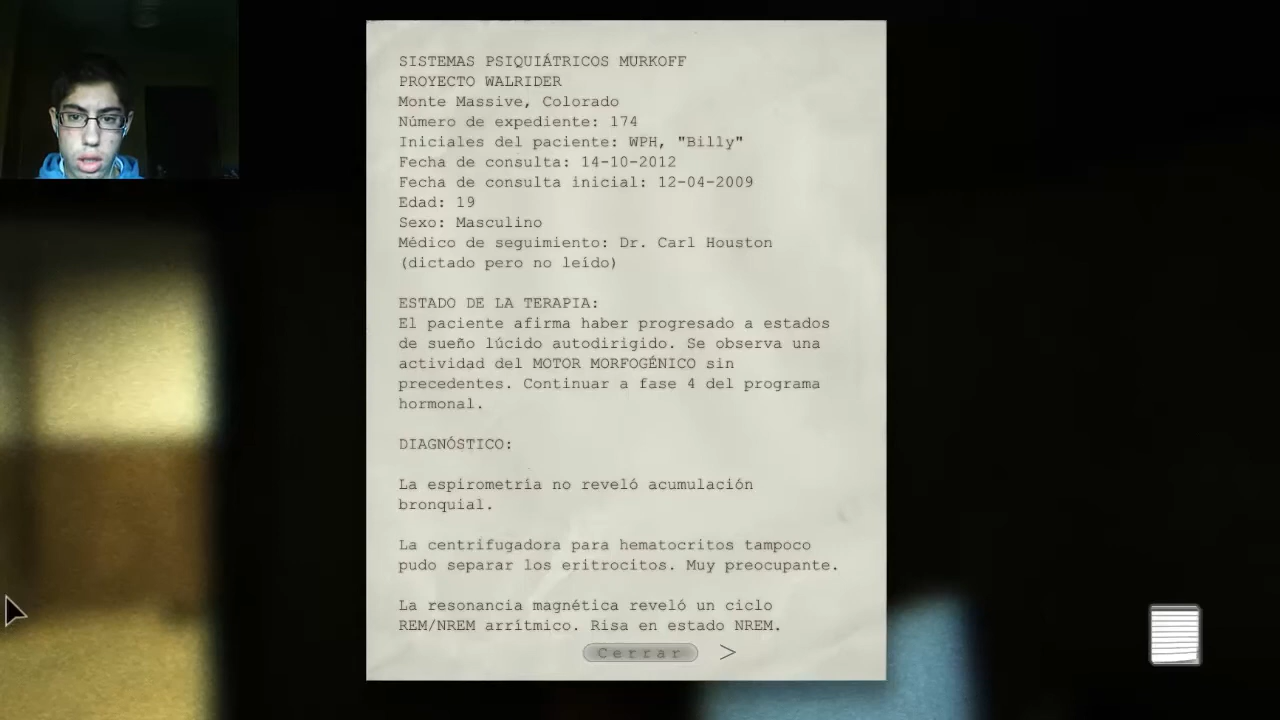 SISTEMAS PSIQUIÁTRICOS MURKOFF
PROYECTO WALRIDER
Monte Massive, Colorado
Número de expediente: 174
Iniciales del paciente: WPH, "Billy"
Fecha de consulta: 14-10-2012
Fecha de consulta inicial: 12-04-2009
Edad: 19
Sexo: Masculino
Médico de seguimiento: Dr. Carl Houston
(dictado pero no leído)
ESTADO DE LA TERAPIA:
El paciente afirma haber progresado a estados
de sueño lúcido autodirigido. Se observa una
actividad del MOTOR MORFOGÉNICO sin
precedentes. Continuar a fase 4 del programa
hormonal.
DIAGNÓSTICO:
La espirometría no reveló acumulación
bronquial.
La centrifugadora para hematocritos tampoco
pudo separar los eritrocitos. Muy preocupante.
La resonancia magnética reveló un ciclo
REM/NREM arrítmico. Risa en estado NREM.
Cerrar >